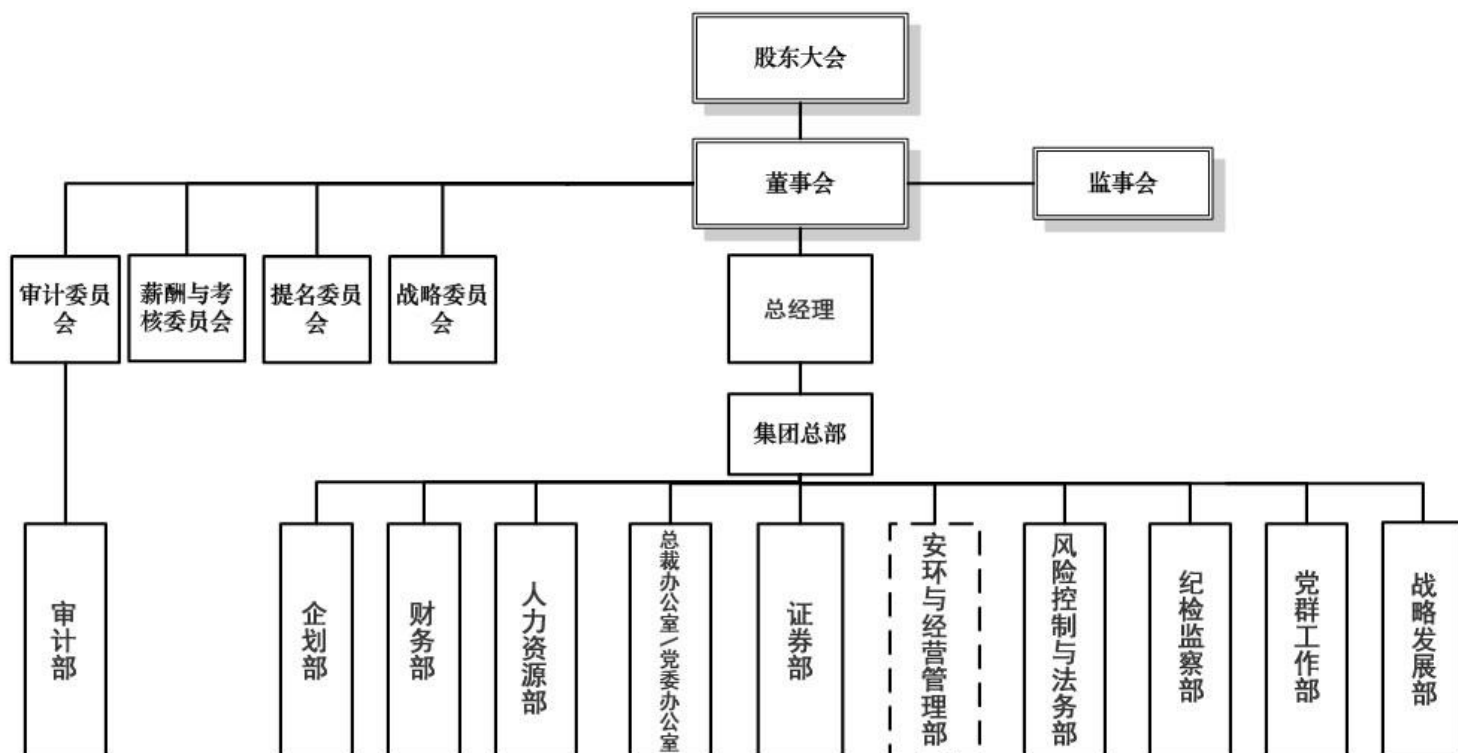 股东大会
董事会
监事会
审计委员
会
薪酬与考
核委员会
提名委员
会
战略委员
会
总经理
集团总部
审计部
企划部
财务部
人力资源部
总裁办公室/党委办公室
证券部
安环与经营管理部
风险控制与法务部
纪检监察部
党群工作部
战略发展部